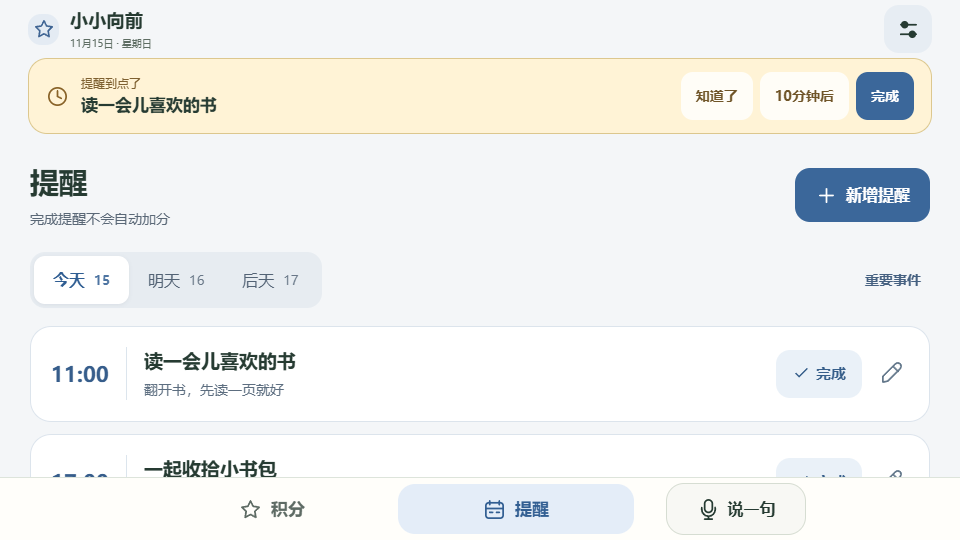 小小向前
11月15日 · 星期日
提醒到点了
读一会儿喜欢的书
知道了
10分钟后
完成
提醒
完成提醒不会自动加分
新增提醒
今天 15
明天 16
后天 17
重要事件
11:00
读一会儿喜欢的书
翻开书，先读一页就好
完成
一起收拾小书包
积分
提醒
说一句